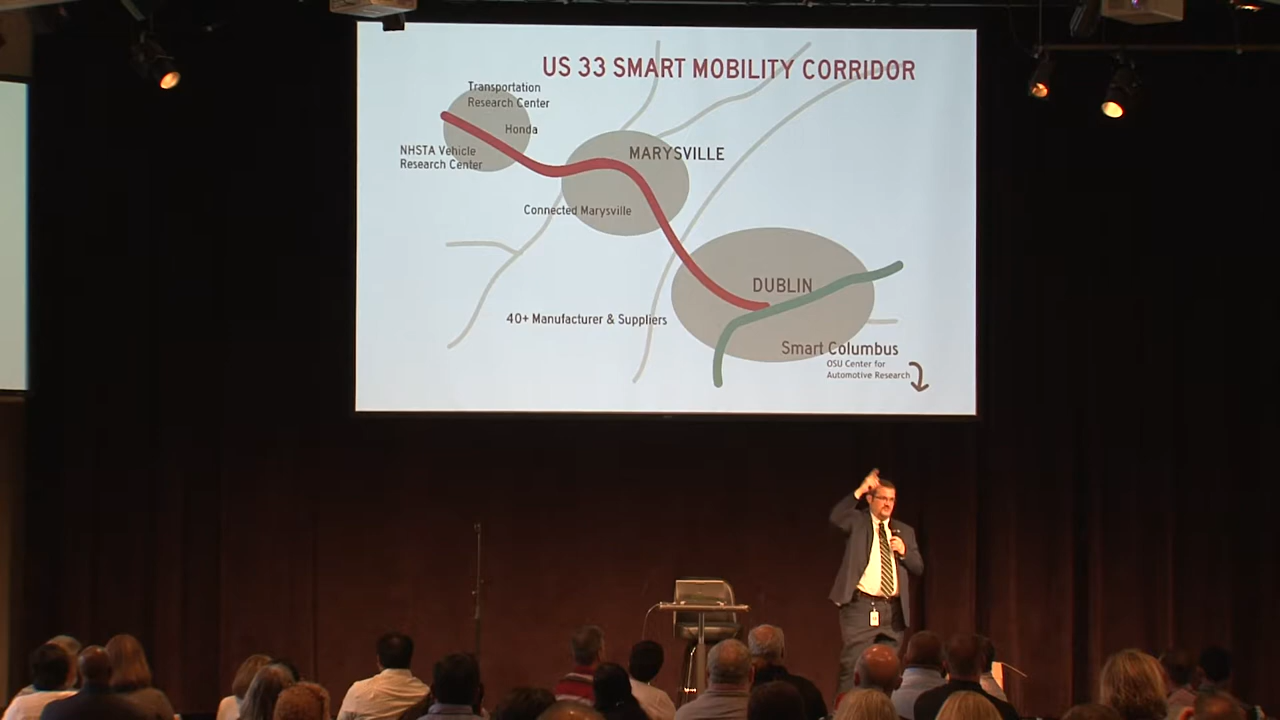 US 33 SMART MOBILITY CORRIDOR
Transportation
Research Center
Honda
NHSTA Vehicle
Research Center
MARYSVILLE
Connected Marysville
DUBLIN
40+ Manufacturer & Suppliers
Smart Columbus
OSU Center for
Automotive Research